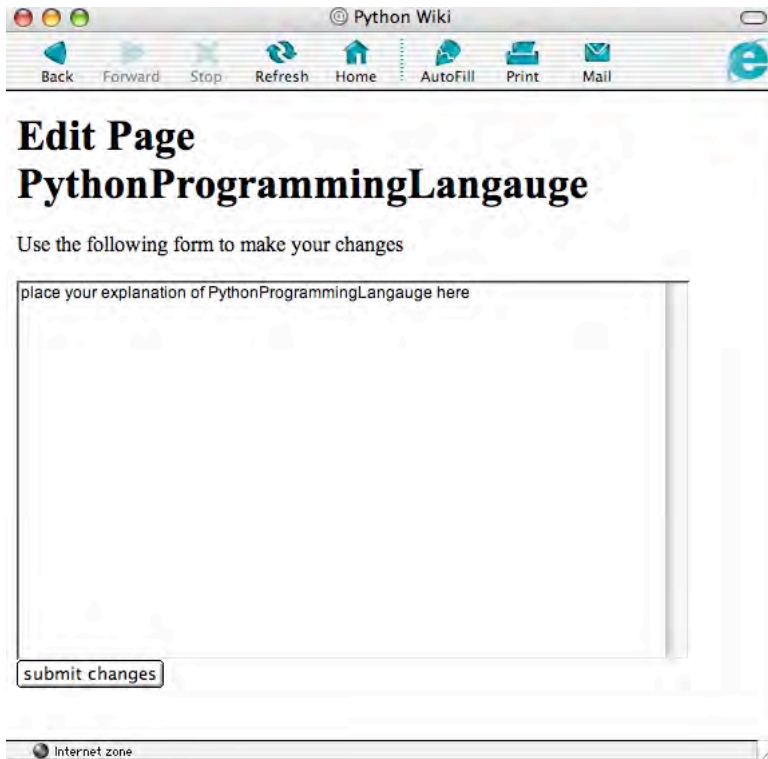 @ Python Wiki
Back Forward Stop Refresh Home AutoFill Print Mail
Edit Page
PythonProgrammingLangauge
Use the following form to make your changes
place your explanation of PythonProgrammingLangauge here
submit changes
Internet zone